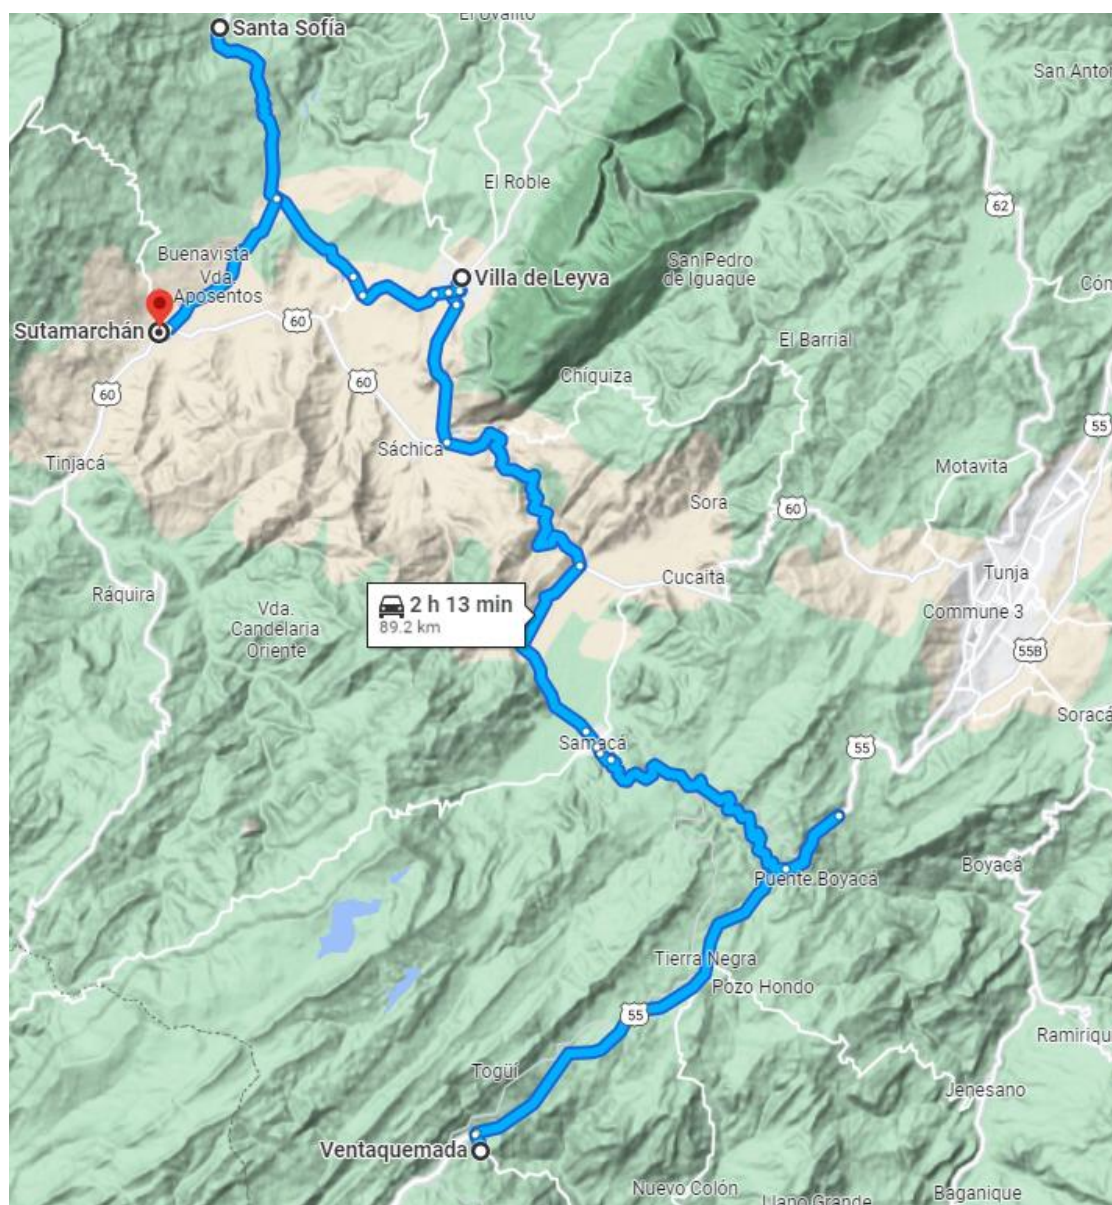 El Uvalito
Santa Sofía
San Anto
El Roble
62
Buenavista
Vda.
Aposentos
Villa de Leyva
San Pedro
de Iguaque
Cóm
Sutamarchán
60
El Barrial
60
Chíquiza
60
55
Sáchica
Tinjacá
Motavita
Sora
60
Cucaita
Tunja
Ráquira
2 h 13 min
89.2 km
Vda.
Candelaria
Oriente
Commune 3
55B
Soracá
Samacá
55
Boyacá
Puente Boyacá
Tierra Negra
Pozo Hondo
55
Ramiriqu
Togüí
Jenesano
Ventaquemada
Nuevo Colón
Llano Grande
Baganique